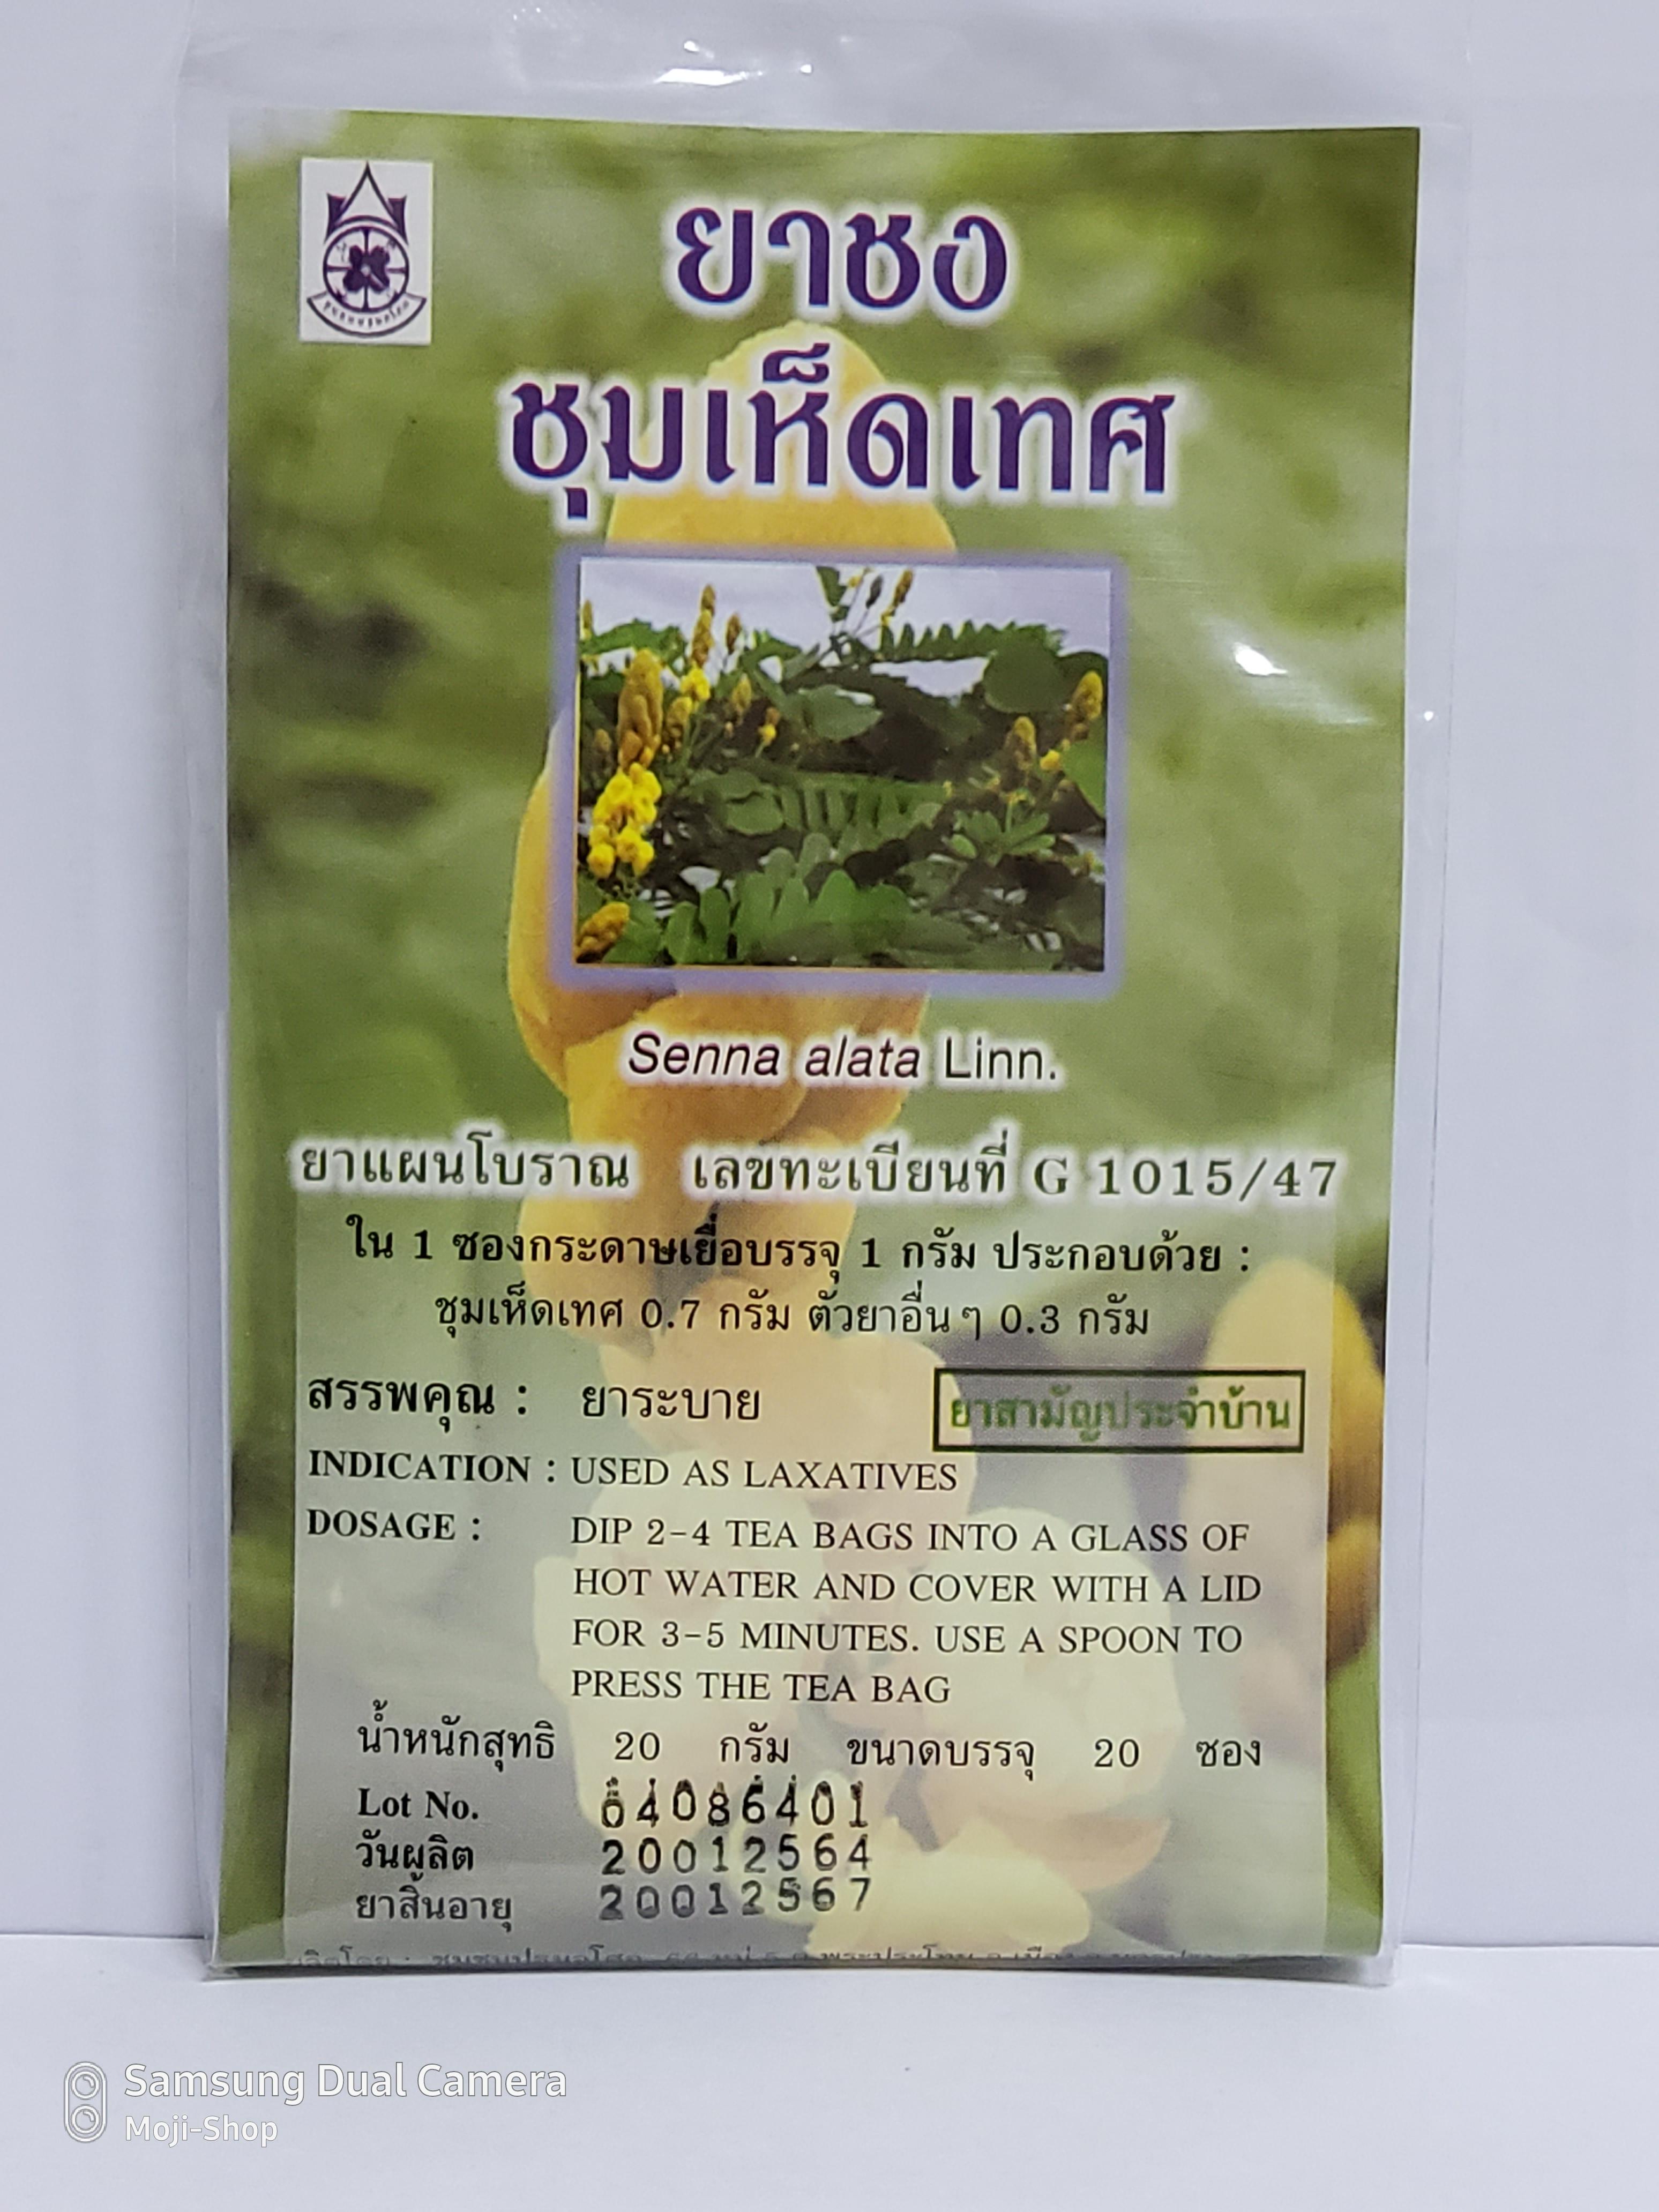 ยาชง
ชุมเห็ดเทศ
Senna alata Linn.
ยาแผนโบราณ เลขทะเบียนที่ G 1015/47
ใน 1 ซองกระดาษเยื่อบรรจุ 1 กรัม ประกอบด้วย :
ชุมเห็ดเทศ 0.7 กรัม ตัวยาอื่นๆ 0.3 กรัม
สรรพคุณ : ยาระบาย
ยาสามัญประจำบ้าน
INDICATION : USED AS LAXATIVES
DOSAGE : DIP 2-4 TEA BAGS INTO A GLASS OF
HOT WATER AND COVER WITH A LID
FOR 3-5 MINUTES. USE A SPOON TO
PRESS THE TEA BAG
น้ำหนักสุทธิ 20 กรัม ขนาดบรรจุ 20 ซอง
Lot No. 64086401
วันผลิต 20012564
ยาสิ้นอายุ 20012567
Samsung Dual Camera
Moji-Shop